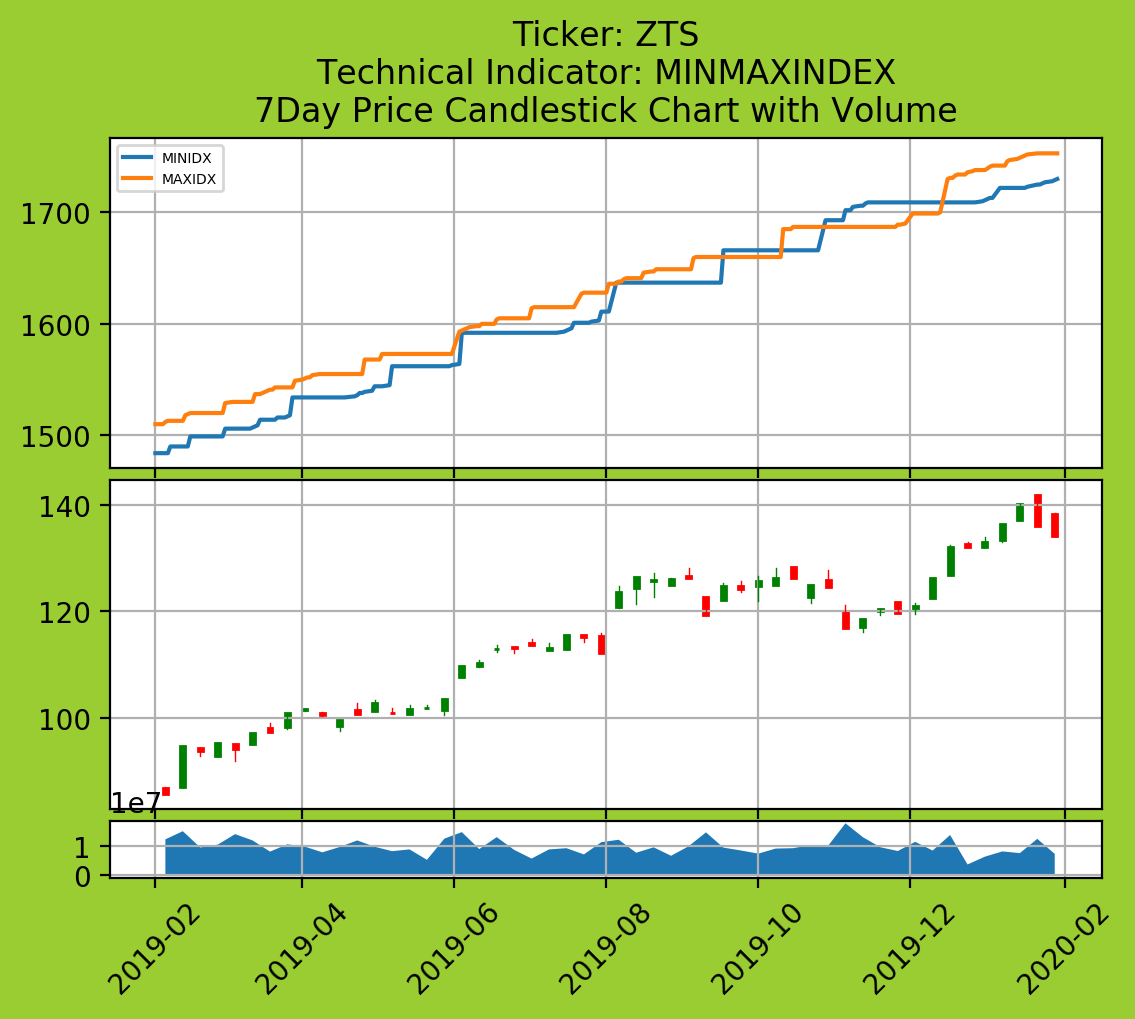 Ticker: ZTS
Technical Indicator: MINMAXINDEX
7Day Price Candlestick Chart with Volume
MINIDX
MAXIDX
1700
1600
1500
140
120
100
1e7
1
0
2019-02
2019-04
2019-06
2019-08
2019-10
2019-12
2020-02